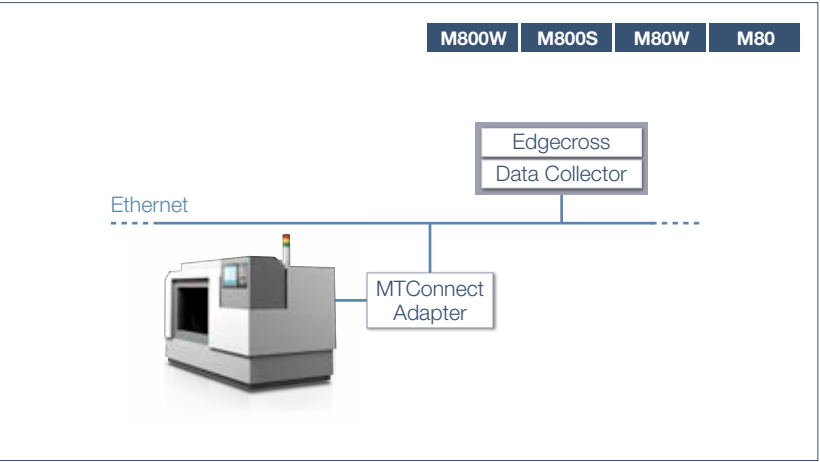 M800W M800S M80W M80
Edgecross
Data Collector
Ethernet
MTConnect
Adapter